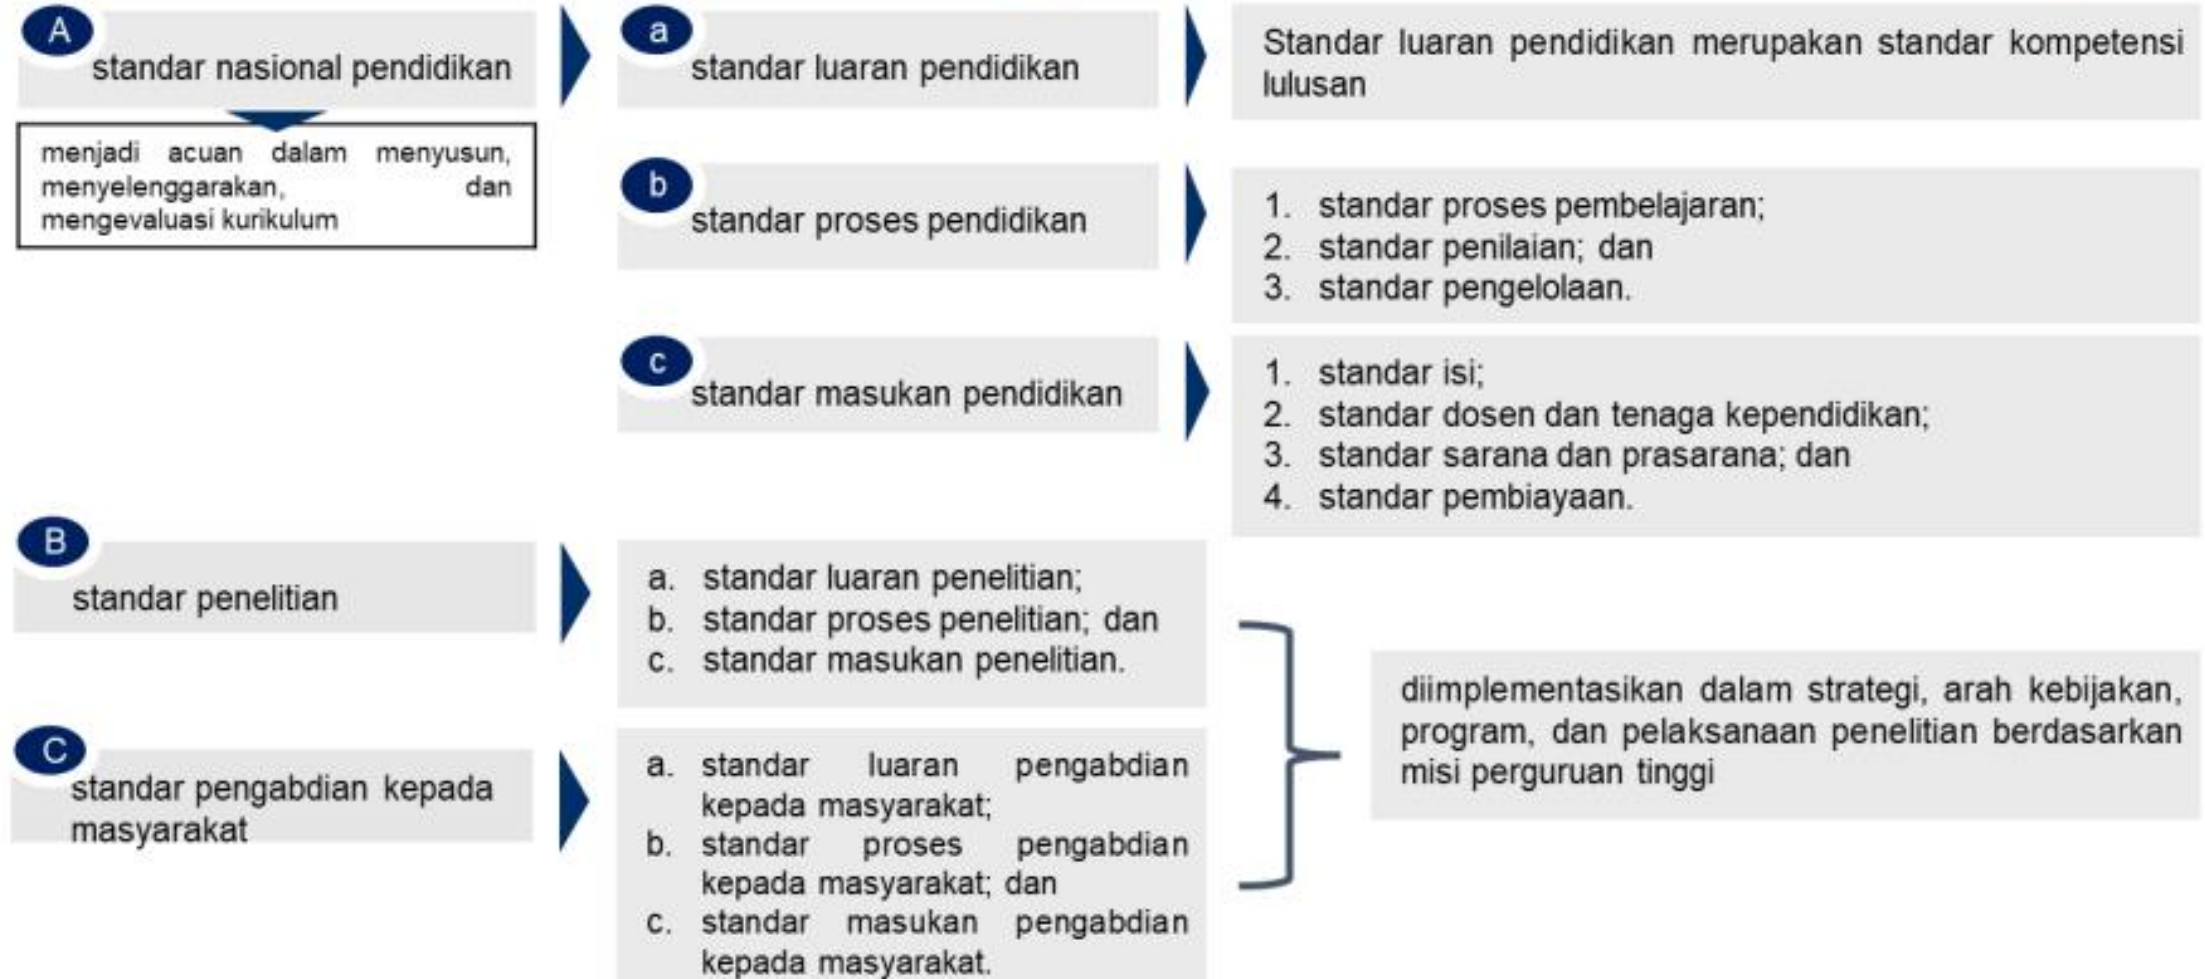 A
standar nasional pendidikan
menjadi acuan dalam menyusun,
menyelenggarakan, dan
mengevaluasi kurikulum
a
standar luaran pendidikan
Standar luaran pendidikan merupakan standar kompetensi
lulusan
b
standar proses pendidikan
1. standar proses pembelajaran;
2. standar penilaian; dan
3. standar pengelolaan.
c
standar masukan pendidikan
1. standar isi;
2. standar dosen dan tenaga kependidikan;
3. standar sarana dan prasarana; dan
4. standar pembiayaan.
B
standar penelitian
a. standar luaran penelitian;
b. standar proses penelitian; dan
c. standar masukan penelitian.
C
standar pengabdian kepada
masyarakat
a. standar luaran pengabdian
kepada masyarakat;
b. standar proses pengabdian
kepada masyarakat; dan
c. standar masukan pengabdian
kepada masyarakat.
diimplementasikan dalam strategi, arah kebijakan,
program, dan pelaksanaan penelitian berdasarkan
misi perguruan tinggi